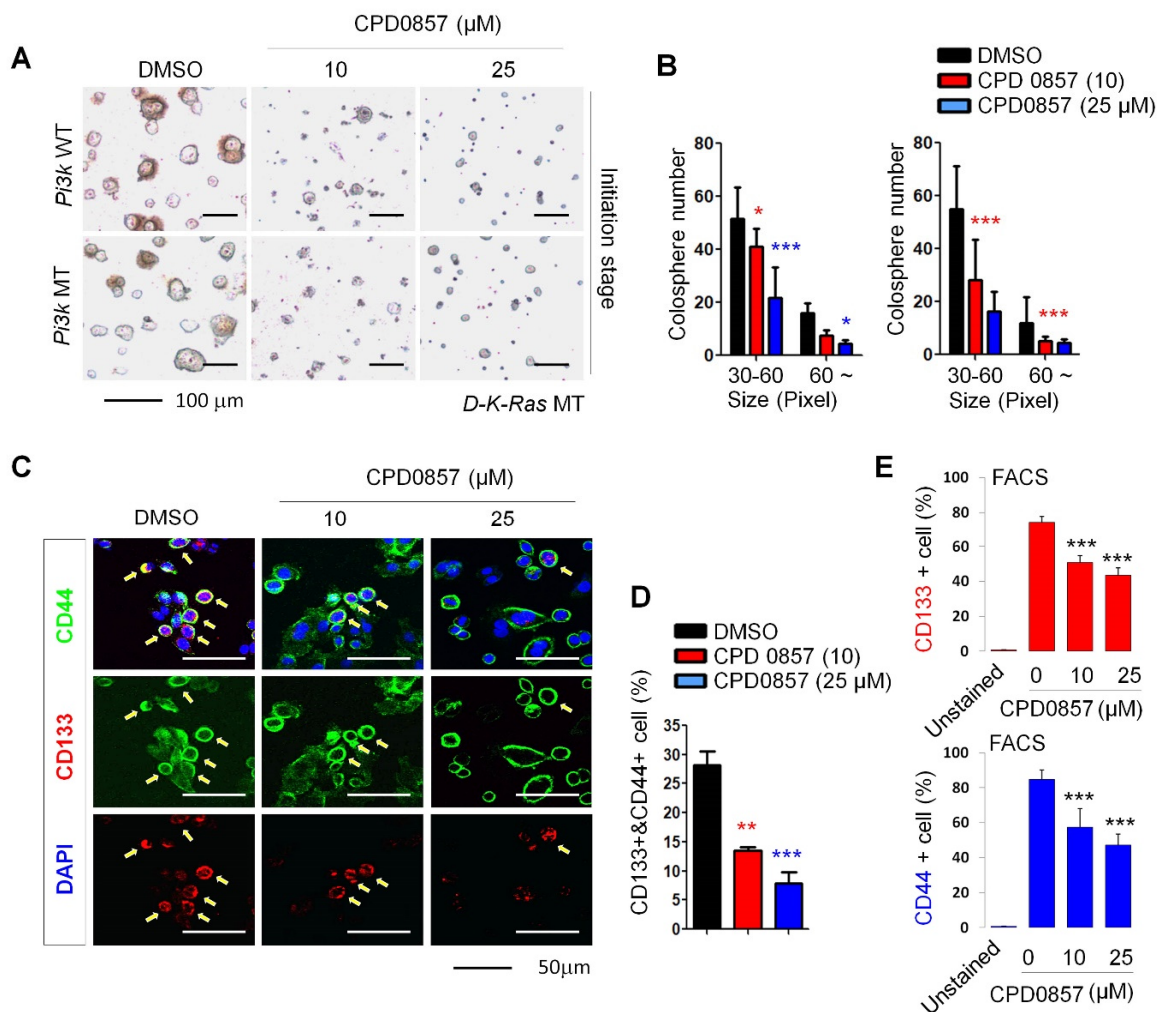 A
CPD0857 (µM)
DMSO
10
25
Pi3k WT
Pi3k MT
Initiation stage
100 µm
D-K-Ras MT
B
DMSO
CPD 0857 (10)
CPD0857 (25 µM)
Colosphere number
80
60
40
20
0
*
***
*
30-60
60 ~
Size (Pixel)
Colosphere number
80
60
40
20
0
***
***
30-60
60 ~
Size (Pixel)
C
CPD0857 (µM)
DMSO
10
25
CD44
CD133
DAPI
50µm
D
DMSO
CPD 0857 (10)
CPD0857 (25 µM)
CD133+&CD44+ cell (%)
35
30
25
20
15
10
5
0
**
***
E
FACS
CD133 + cell (%)
100
80
60
40
20
0
***
***
Unstained
0
10
25
CPD0857 (µM)
FACS
CD44 + cell (%)
100
80
60
40
20
0
***
***
Unstained
0
10
25
CPD0857 (µM)